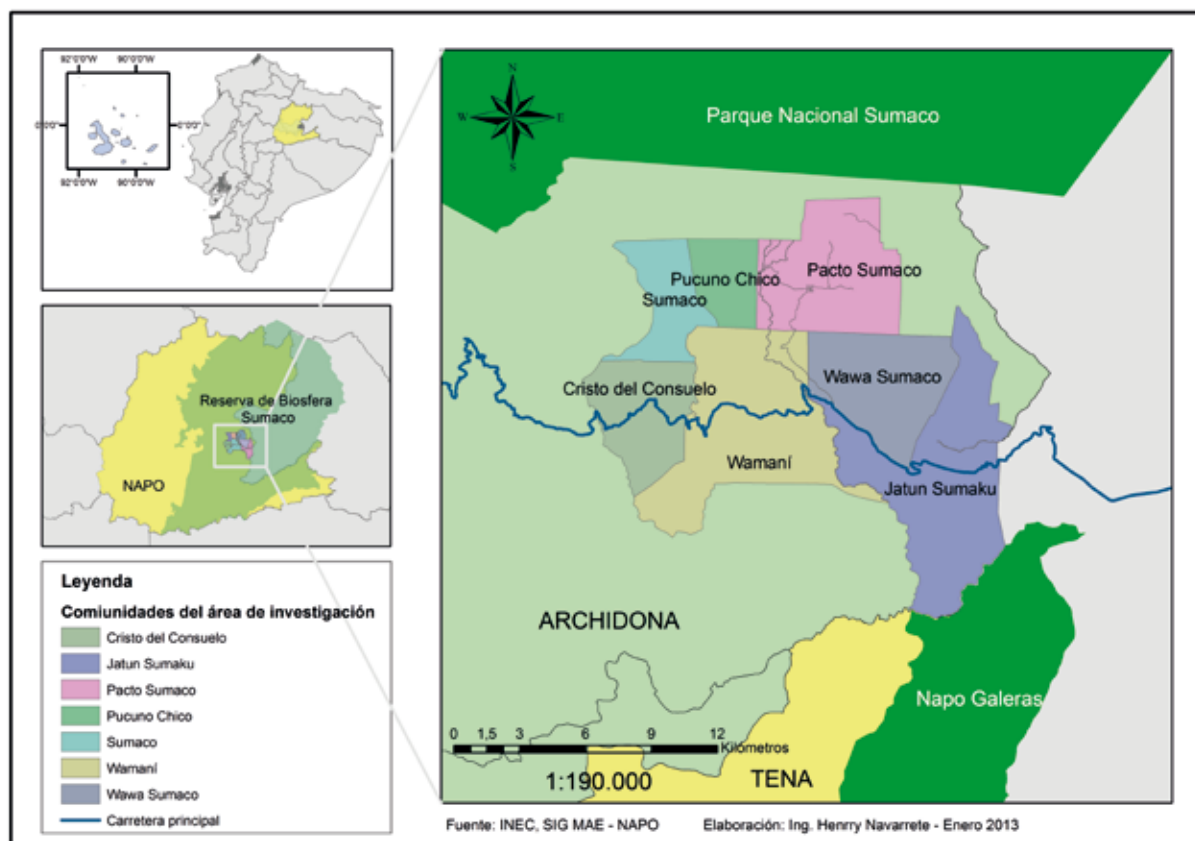 92°0'0"W
90°0'0"W
0°0'0"
0°0'0"
92°0'0"W
90°0'0"W
Reserva de Biosfera
Sumaco
NAPO
Leyenda
Comiunidades del área de investigación
Cristo del Consuelo
Jatun Sumaku
Pacto Sumaco
Pucuno Chico
Sumaco
Wamaní
Wawa Sumaco
Carretera principal
N
W
E
S
Parque Nacional Sumaco
Pacto Sumaco
Pucuno Chico
Sumaco
Wawa Sumaco
Cristo del Consuelo
Wamaní
Jatun Sumaku
ARCHIDONA
Napo Galeras
0 1,5 3 6 9 12
Kilómetros
1:190.000
TENA
Fuente: INEC, SIG MAE - NAPO Elaboración: Ing. Henrry Navarrete - Enero 2013